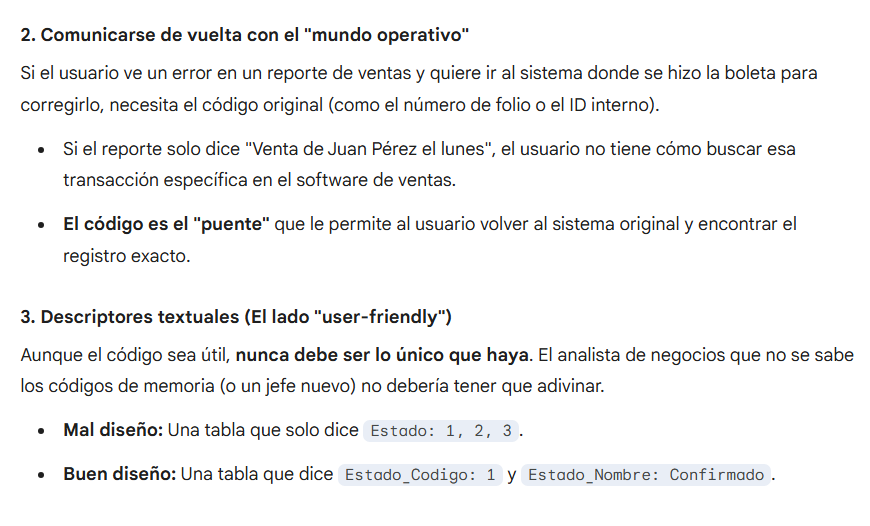 2. Comunicarse de vuelta con el "mundo operativo"
Si el usuario ve un error en un reporte de ventas y quiere ir al sistema donde se hizo la boleta para
corregirlo, necesita el código original (como el número de folio o el ID interno).
• Si el reporte solo dice "Venta de Juan Pérez el lunes", el usuario no tiene cómo buscar esa
transacción específica en el software de ventas.
• El código es el "puente" que le permite al usuario volver al sistema original y encontrar el
registro exacto.
3. Descriptores textuales (El lado "user-friendly")
Aunque el código sea útil, nunca debe ser lo único que haya. El analista de negocios que no se sabe
los códigos de memoria (o un jefe nuevo) no debería tener que adivinar.
• Mal diseño: Una tabla que solo dice Estado: 1, 2, 3.
• Buen diseño: Una tabla que dice Estado_Codigo: 1 y Estado_Nombre: Confirmado.